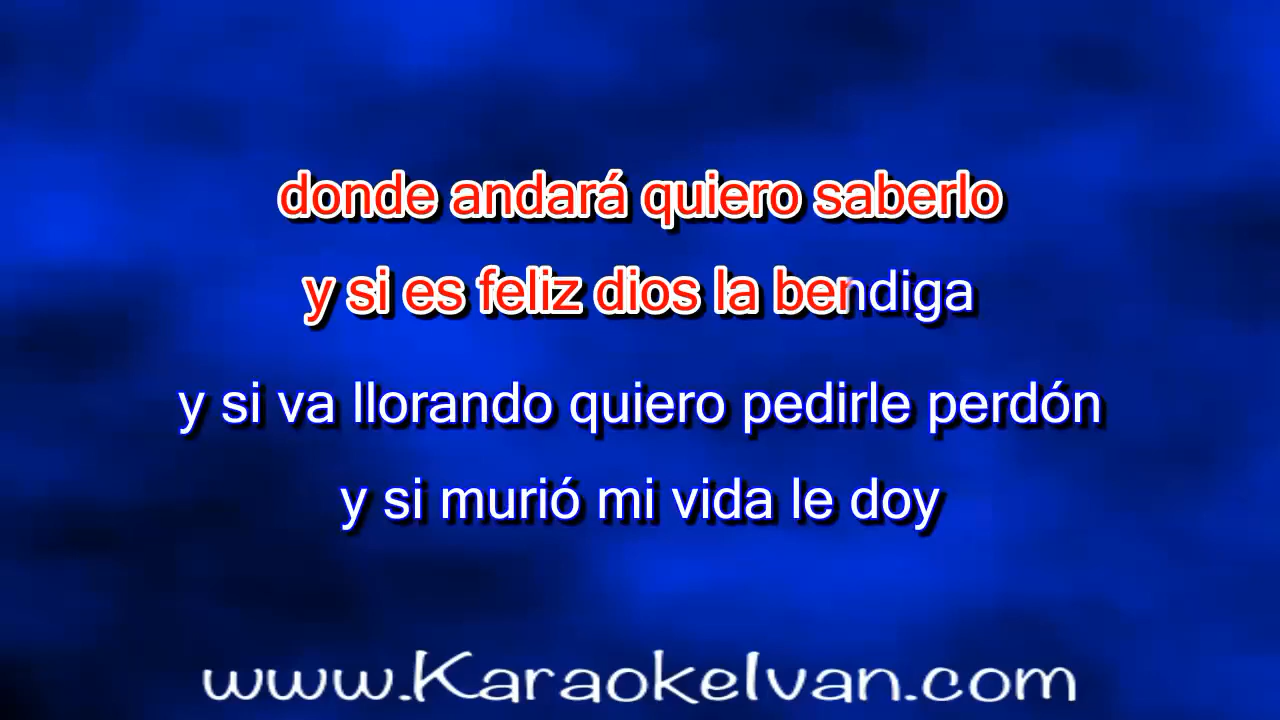 donde andará quiero saberlo
y si es feliz dios la bendiga
y si va llorando quiero pedirle perdón
y si murió mi vida le doy
www.KaraokeIvan.com